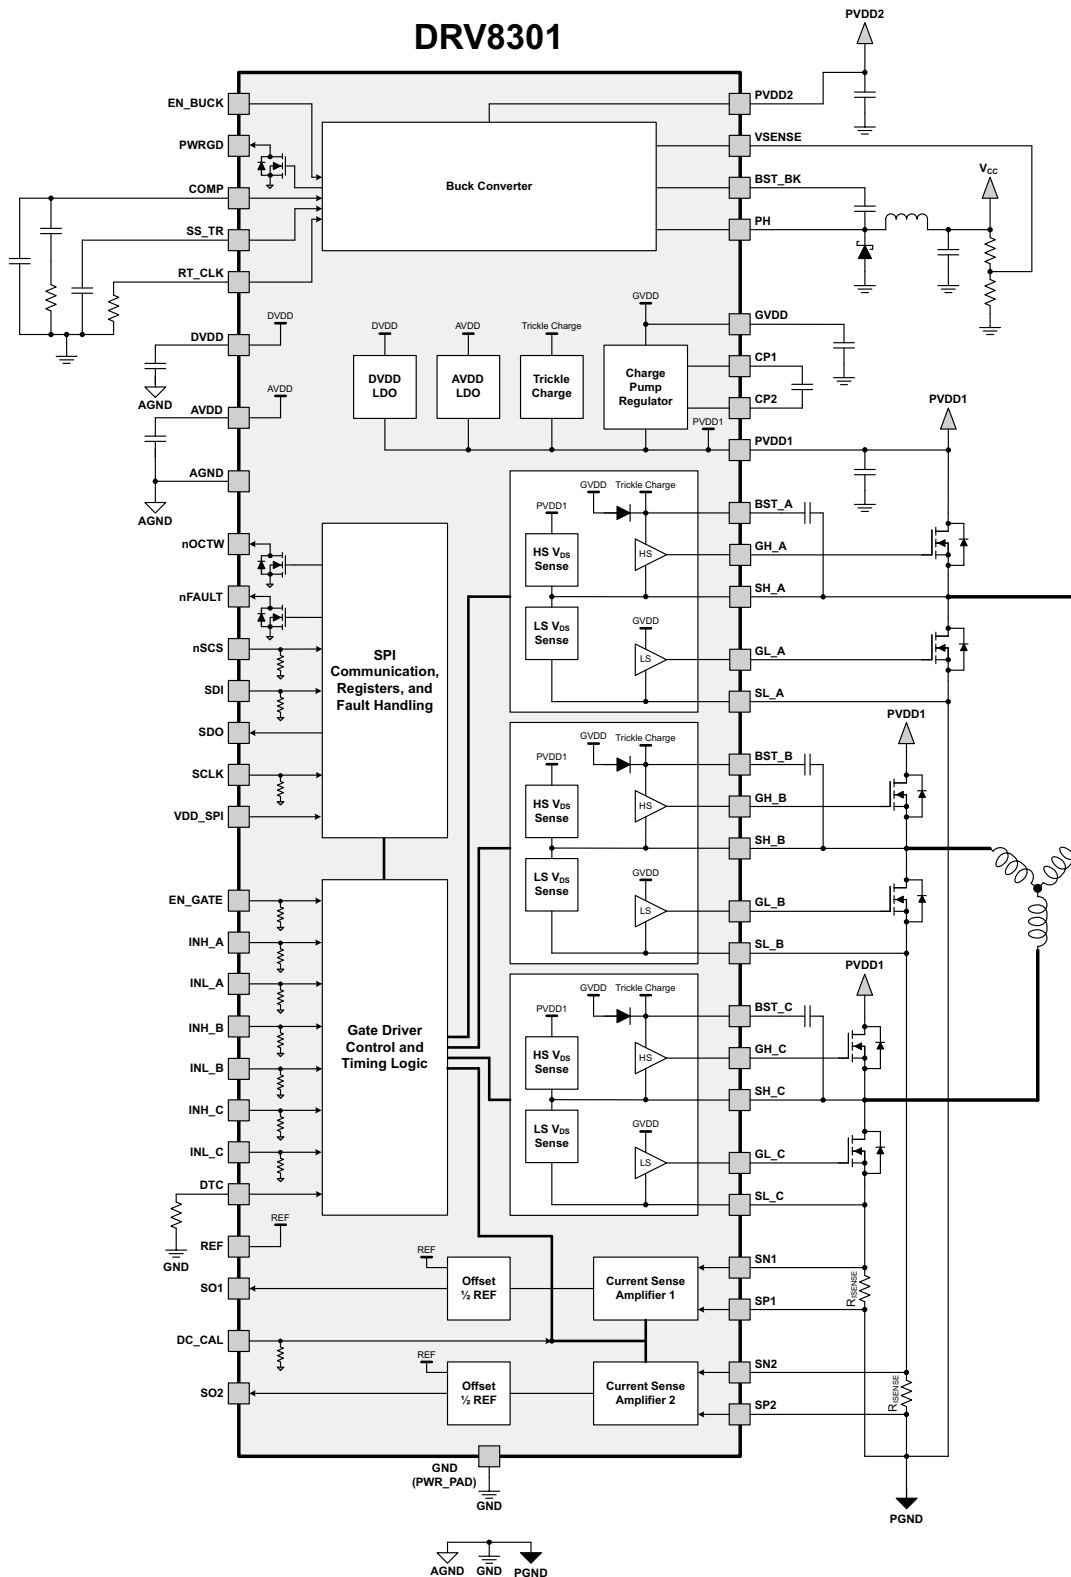 DRV8301
PVDD2
EN_BUCK
PVDD2
PWRGD
VSENSE
Buck Converter
COMP
BST_BK
VCC
SS_TR
PH
RT_CLK
GVDD
GVDD
DVDD
DVDD
DVDD
AVDD
Trickle Charge
CP1
DVDD
LDO
AVDD
LDO
Trickle
Charge
Charge
Pump
Regulator
AGND
AVDD
CP2
PVDD1
AVDD
PVDD1
PVDD1
AGND
AGND
GVDD
Trickle Charge
BST_A
PVDD1
nOCTW
HS VDS
Sense
HS
GH_A
nFAULT
SH_A
LS VDS
Sense
GVDD
nSCS
SPI
Communication,
Registers, and
Fault Handling
LS
GL_A
SDI
SL_A
PVDD1
SDO
GVDD
Trickle Charge
BST_B
SCLK
PVDD1
HS VDS
Sense
HS
GH_B
VDD_SPI
SH_B
LS VDS
Sense
GVDD
EN_GATE
LS
GL_B
INH_A
SL_B
PVDD1
INL_A
GVDD
Trickle Charge
BST_C
PVDD1
INH_B
Gate Driver
Control and
Timing Logic
HS VDS
Sense
HS
GH_C
INL_B
SH_C
INH_C
LS VDS
Sense
GVDD
INL_C
LS
GL_C
DTC
SL_C
REF
REF
GND
REF
SN1
SO1
Offset
½ REF
Current Sense
Amplifier 1
RISENSE
SP1
DC_CAL
REF
SN2
SO2
Offset
½ REF
Current Sense
Amplifier 2
RISENSE
SP2
GND
(PWR_PAD)
GND
PGND
AGND
GND
PGND